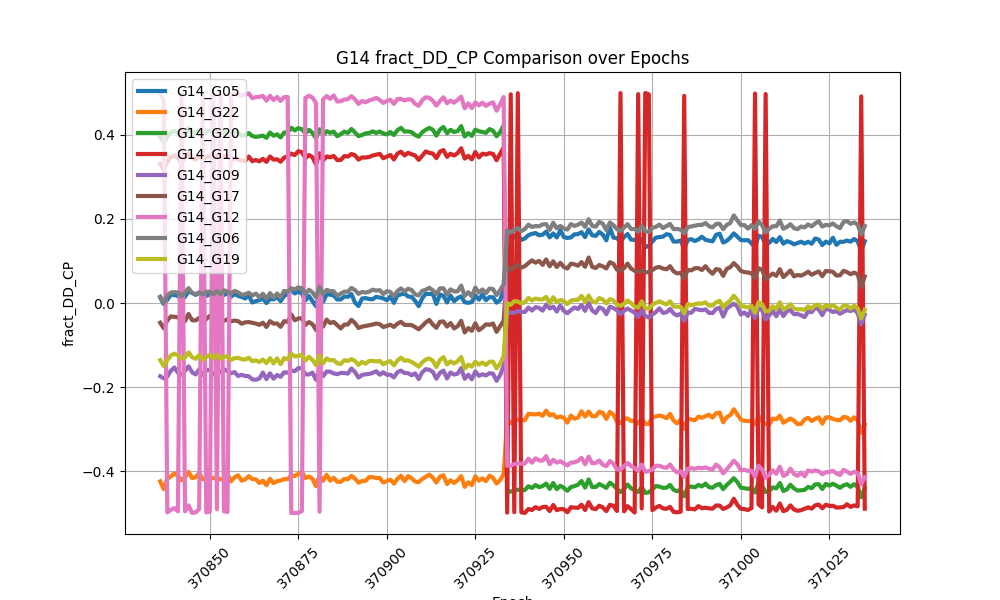 G14 fract_DD_CP Comparison over Epochs
fract_DD_CP
0.4
0.2
0.0
−0.2
−0.4
G14_G05
G14_G22
G14_G20
G14_G11
G14_G09
G14_G17
G14_G12
G14_G06
G14_G19
370850
370875
370900
370925
370950
370975
371000
371025
Epoch